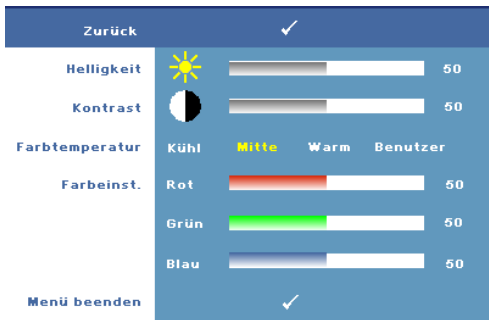 Zurück
Helligkeit 50
Kontrast 50
Farbtemperatur Kühl Mitte Warm Benutzer
Farbeinst. Rot 50
Grün 50
Blau 50
Menü beenden